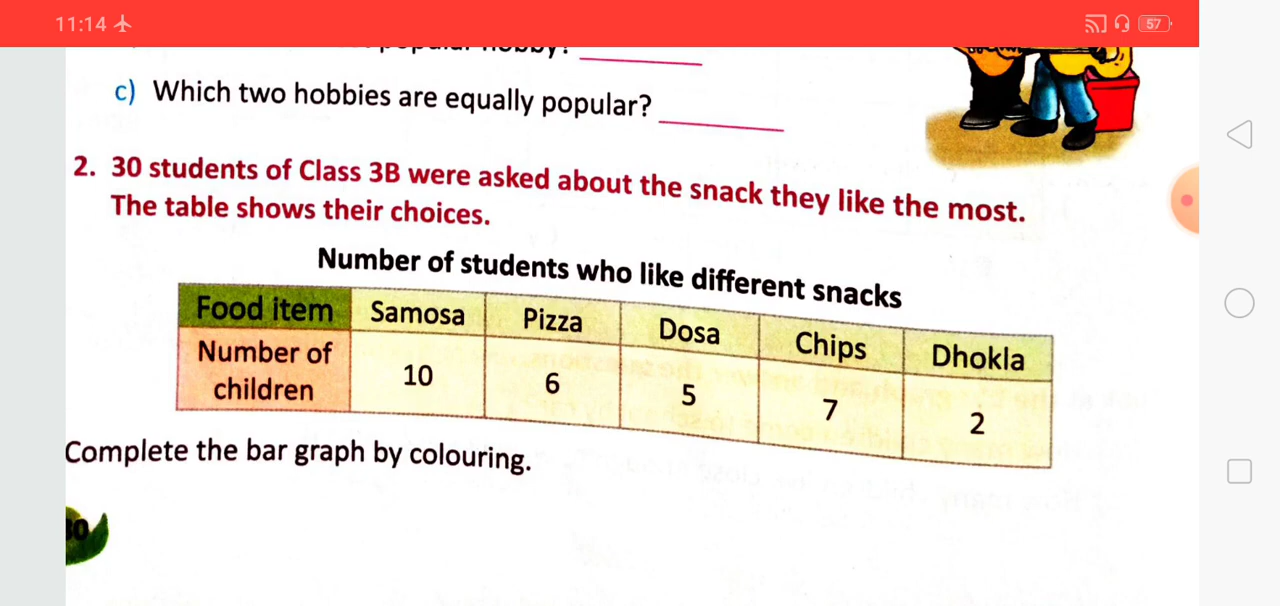 11:14
57
c) Which two hobbies are equally popular?
2. 30 students of Class 3B were asked about the snack they like the most.
The table shows their choices.
Number of students who like different snacks
Food item Samosa Pizza Dosa Chips Dhokla
Number of children 10 6 5 7 2
Complete the bar graph by colouring.